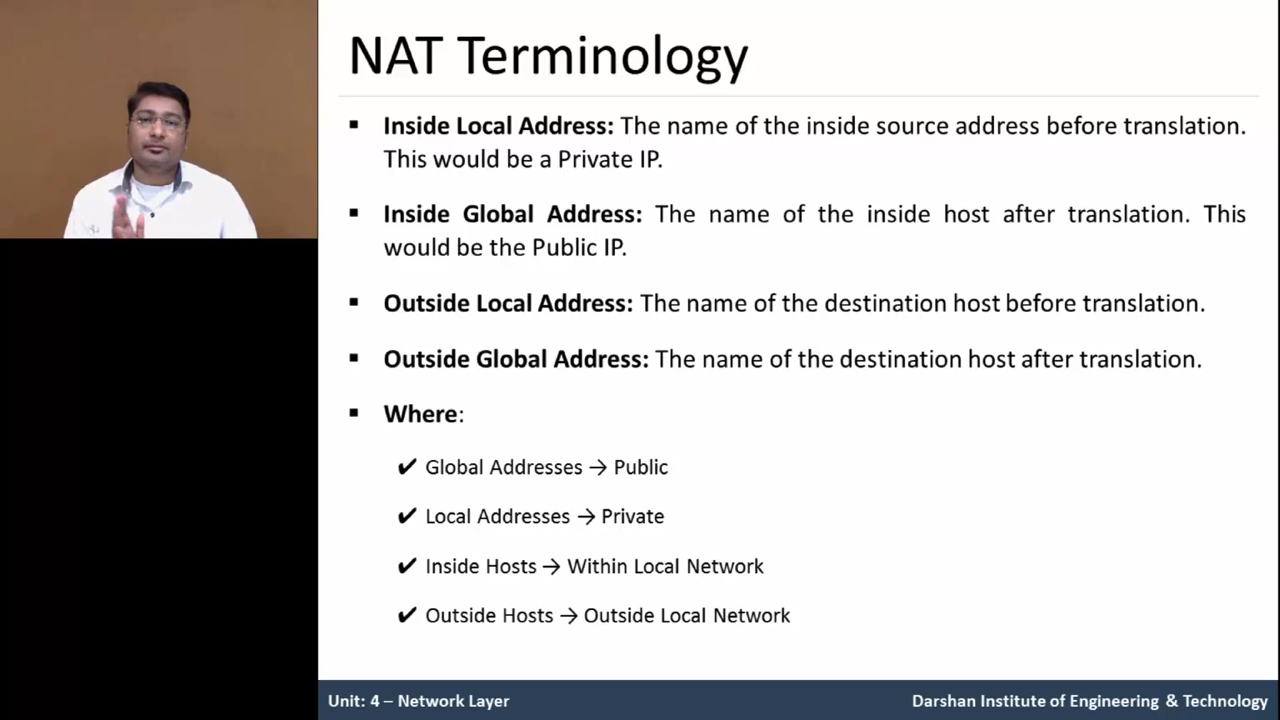 NAT Terminology
▪ Inside Local Address: The name of the inside source address before translation.
This would be a Private IP.
▪ Inside Global Address: The name of the inside host after translation. This
would be the Public IP.
▪ Outside Local Address: The name of the destination host before translation.
▪ Outside Global Address: The name of the destination host after translation.
▪ Where:
✔ Global Addresses → Public
✔ Local Addresses → Private
✔ Inside Hosts → Within Local Network
✔ Outside Hosts → Outside Local Network
Unit: 4 – Network Layer
Darshan Institute of Engineering & Technology